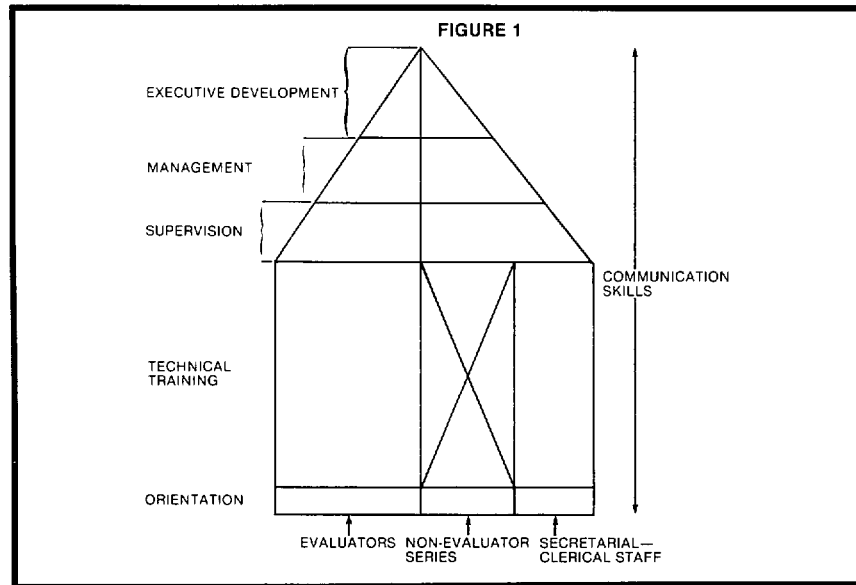 FIGURE 1
EXECUTIVE DEVELOPMENT
MANAGEMENT
SUPERVISION
COMMUNICATION
SKILLS
TECHNICAL
TRAINING
ORIENTATION
EVALUATORS
NON-EVALUATOR
SERIES
SECRETARIAL—
CLERICAL STAFF